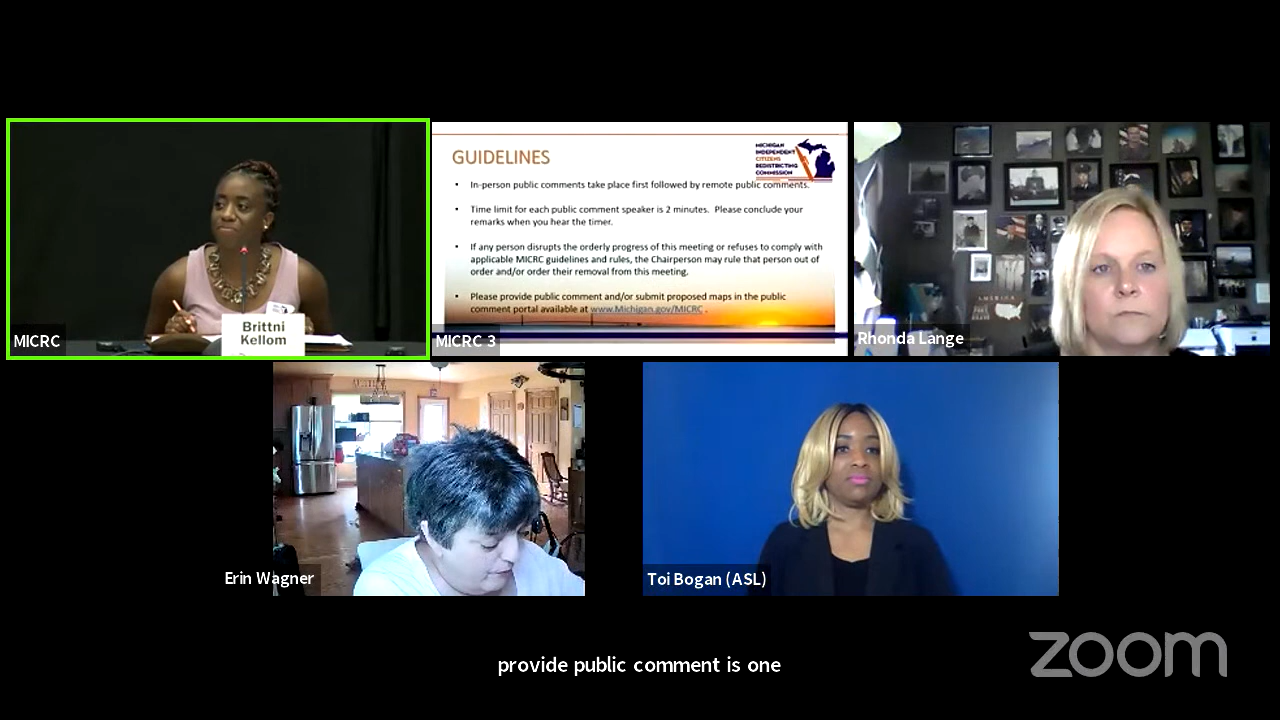 GUIDELINES
MICHIGAN
INDEPENDENT
CITIZENS
REDISTRICTING
COMMISSION
• In-person public comments take place first followed by remote public comments.
• Time limit for each public comment speaker is 2 minutes. Please conclude your
remarks when you hear the timer.
• If any person disrupts the orderly progress of this meeting or refuses to comply with
applicable MICRC guidelines and rules, the Chairperson may rule that person out of
order and/or order their removal from this meeting.
• Please provide public comment and/or submit proposed maps in the public
comment portal available at www.Michigan.gov/MICRC .
Brittni
Kellom
MICRC
MICRC 3
AMERICA
Rhonda Lange
Erin Wagner
Toi Bogan (ASL)
provide public comment is one
zoom